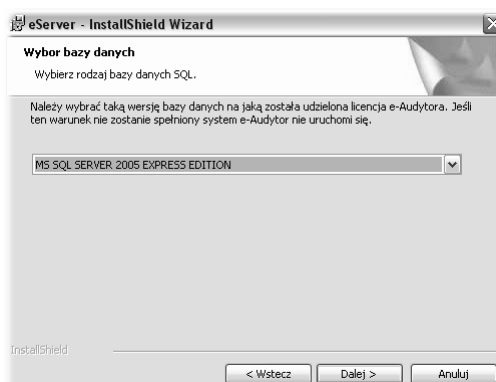 eServer - InstallShield Wizard
Wybor bazy danych
Wybierz rodzaj bazy danych SQL.
Należy wybrać taką wersję bazy danych na jaką została udzielona licencja e-Audytora. Jeśli
ten warunek nie zostanie spełniony system e-Audytor nie uruchomi się.
MS SQL SERVER 2005 EXPRESS EDITION
InstallShield
< Wstecz Dalej > Anuluj